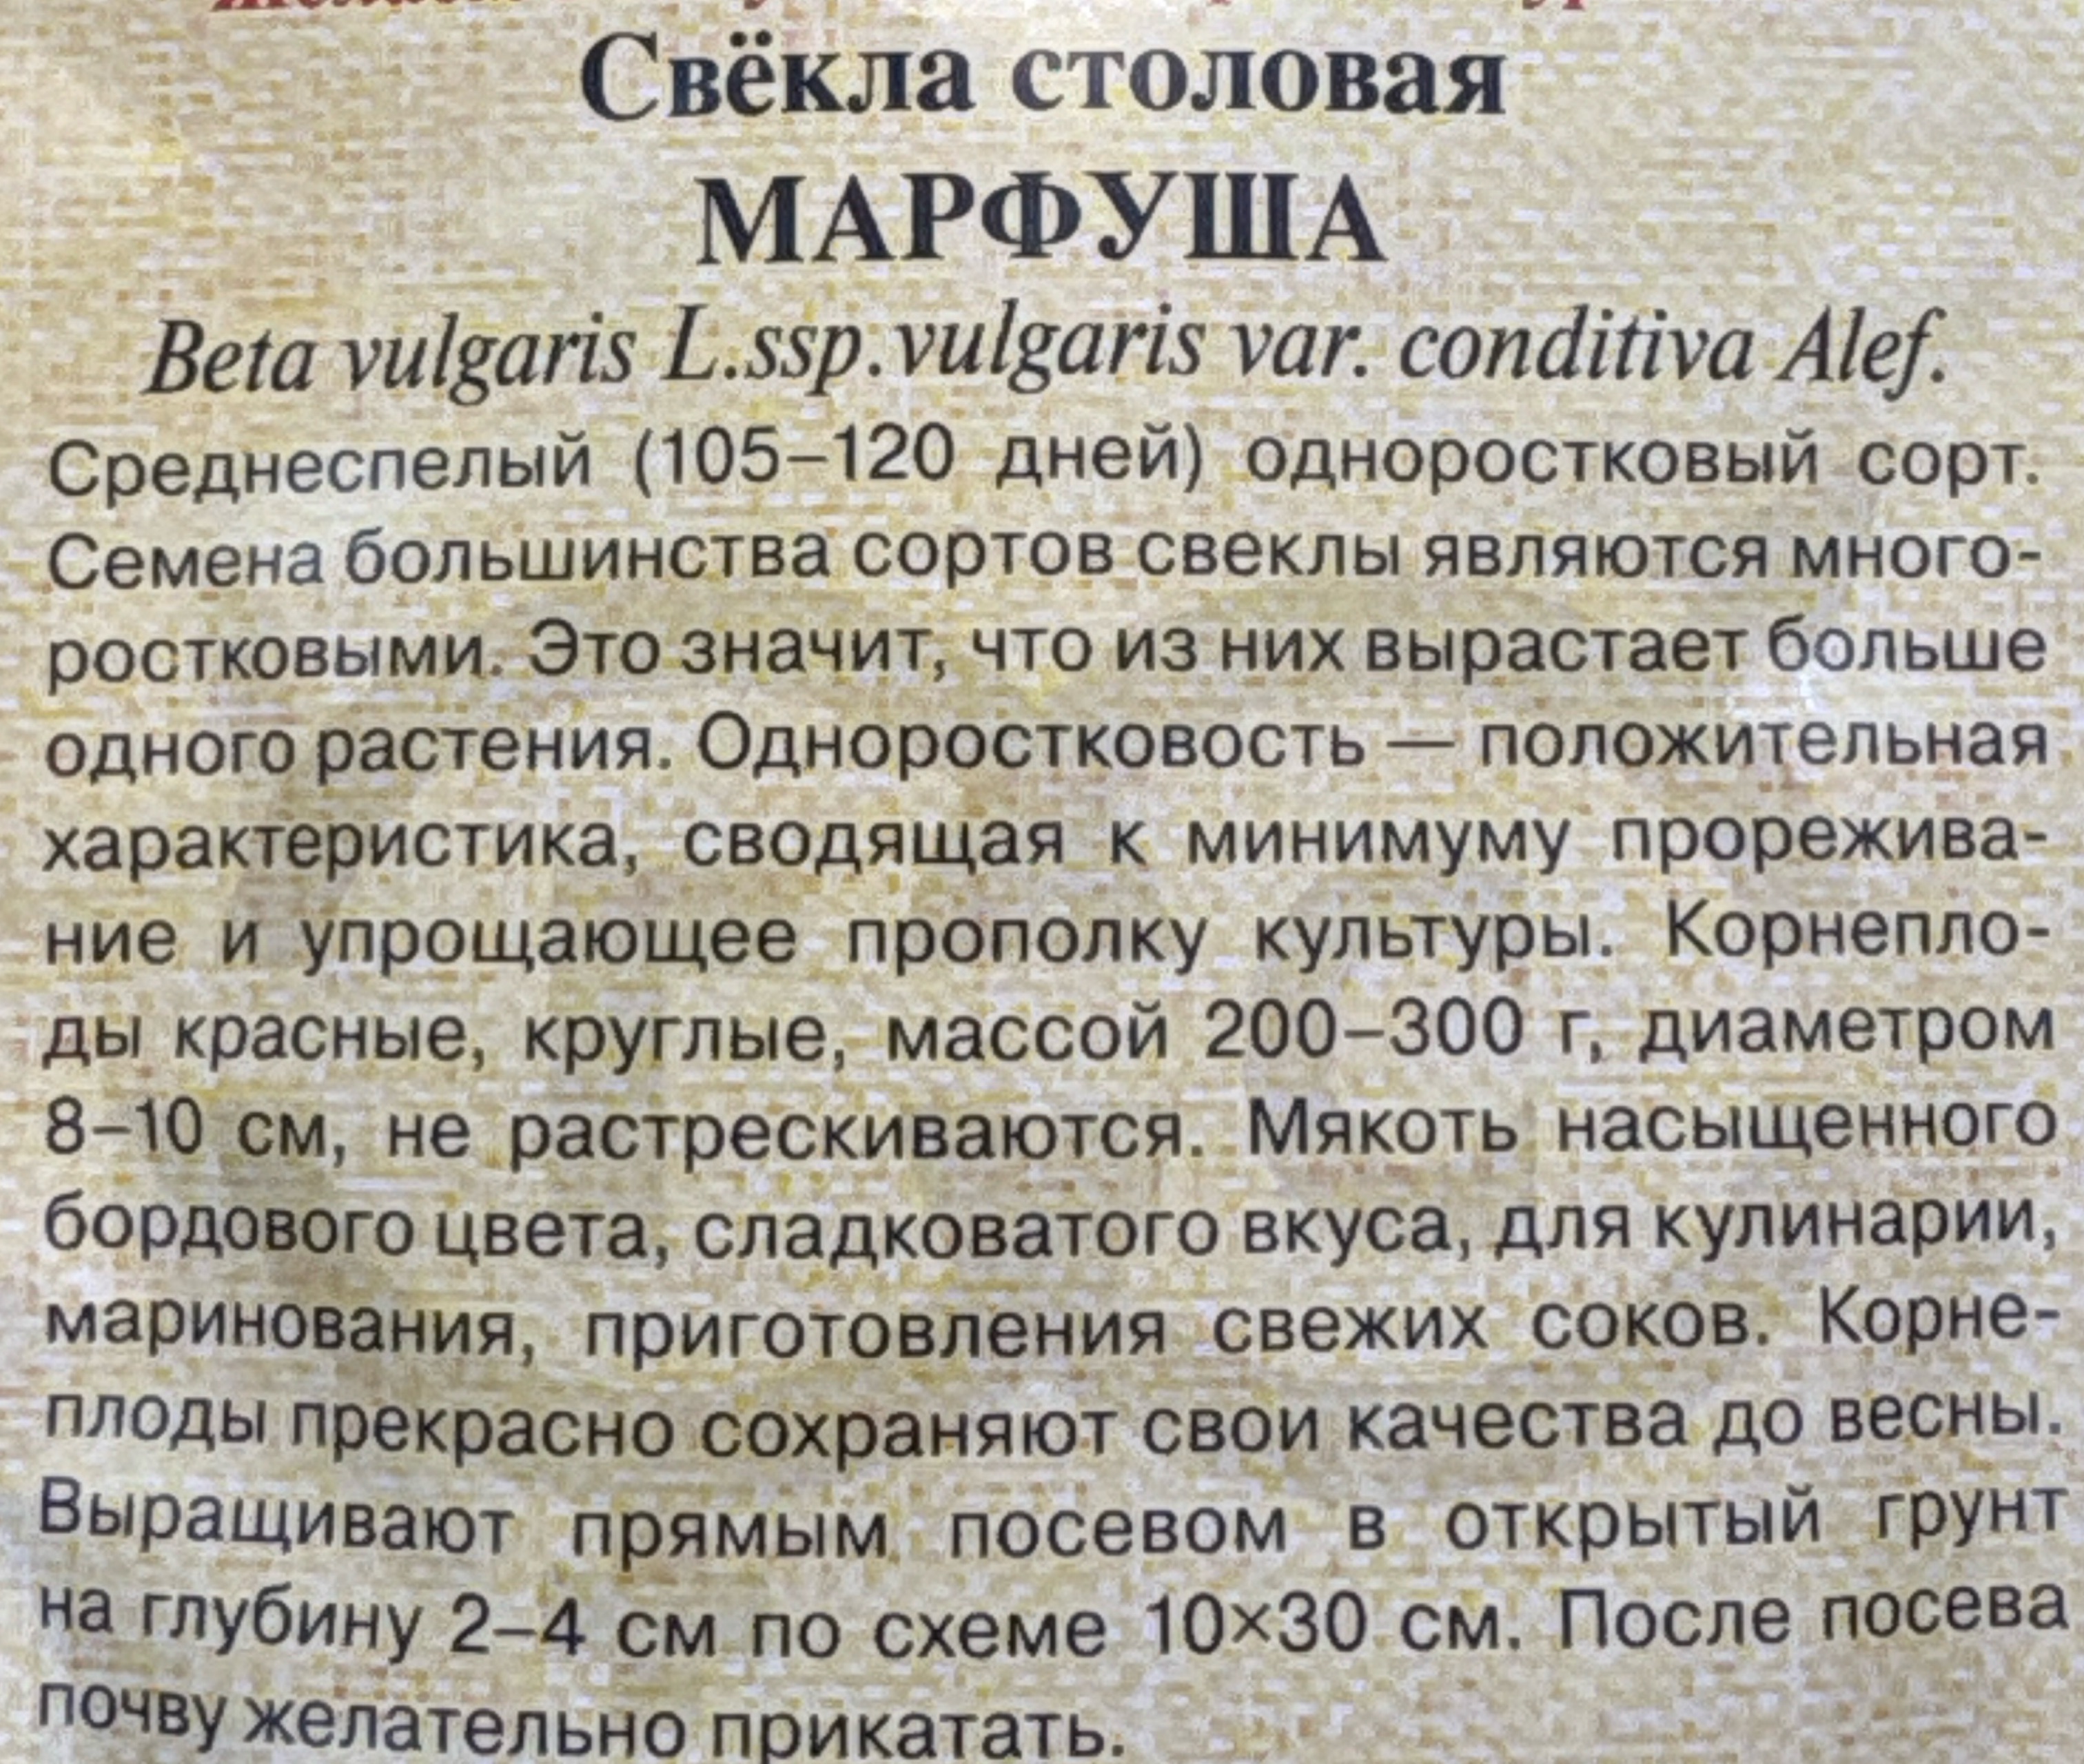 Свёкла столовая
МАРФУША
Beta vulgaris L.ssp.vulgaris var. conditiva Alef.
Среднеспелый (105–120 дней) одноростковый сорт.
Семена большинства сортов свеклы являются много-
ростковыми. Это значит, что из них вырастает больше
одного растения. Одноростковость — положительная
характеристика, сводящая к минимуму прорежива-
ние и упрощающее прополку культуры. Корнепло-
ды красные, круглые, массой 200–300 г, диаметром
8–10 см, не растрескиваются. Мякоть насыщенного
бордового цвета, сладковатого вкуса, для кулинарии,
маринования, приготовления свежих соков. Корне-
плоды прекрасно сохраняют свои качества до весны.
Выращивают прямым посевом в открытый грунт
на глубину 2–4 см по схеме 10×30 см. После посева
почву желательно прикатать.